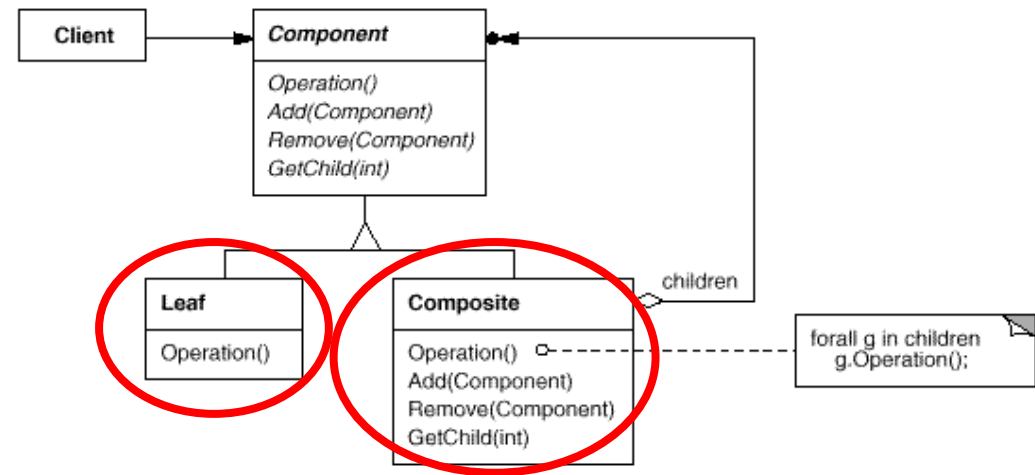 Client
Component
Operation()
Add(Component)
Remove(Component)
GetChild(int)
children
Leaf
Operation()
Composite
Operation()
Add(Component)
Remove(Component)
GetChild(int)
forall g in children
g.Operation();